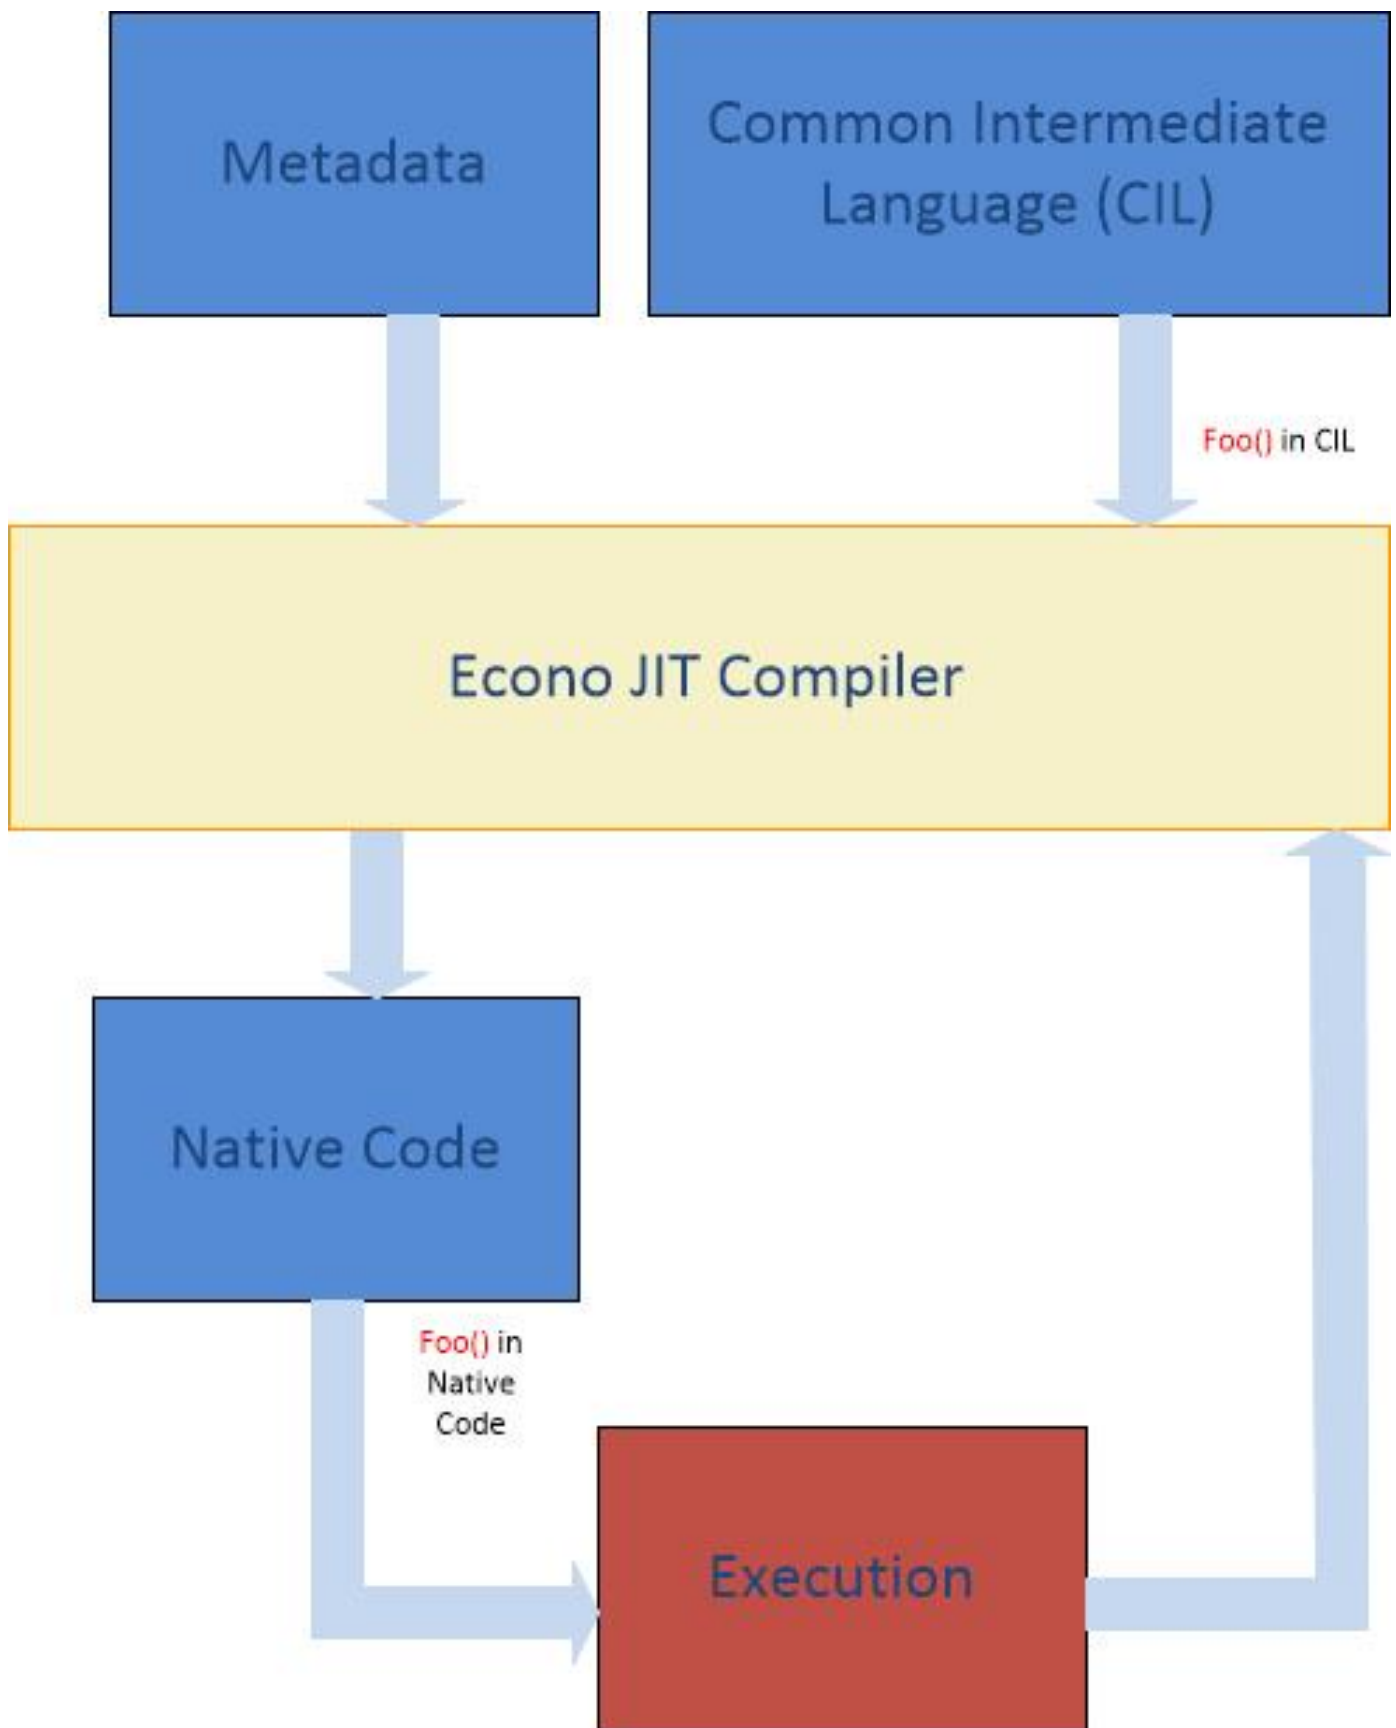 Metadata
Common Intermediate
Language (CIL)
Foo() in CIL
Econo JIT Compiler
Native Code
Foo() in
Native
Code
Execution